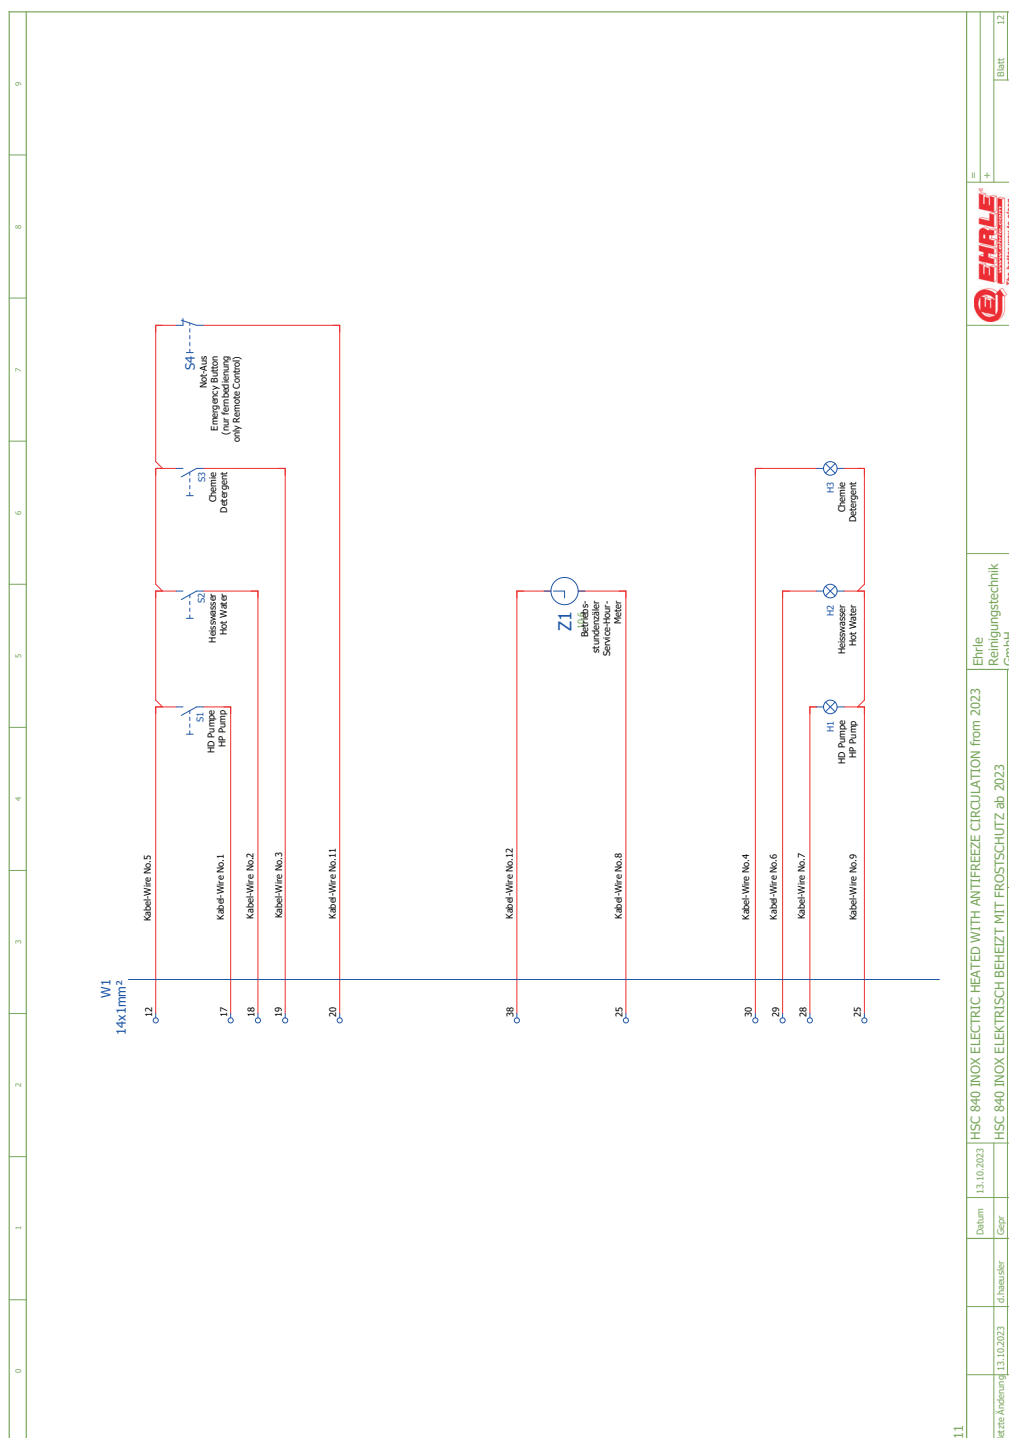 0
1
2
3
4
5
6
7
8
9
W1
14x1mm²
12
Kabel-Wire No.5
17
Kabel-Wire No.1
18
Kabel-Wire No.2
19
Kabel-Wire No.3
20
Kabel-Wire No.11
38
Kabel-Wire No.12
25
Kabel-Wire No.8
30
Kabel-Wire No.4
29
Kabel-Wire No.6
28
Kabel-Wire No.7
25
Kabel-Wire No.9
S1
HD Pumpe
HP Pump
S2
Heisswasser
Hot Water
S3
Chemie
Detergent
S4
Not-Aus
Emergency Button
(nur fernbedienung
only Remote Control)
Z1
Betriebs-
stundenzäler
Service-Hour-
Meter
H1
HD Pumpe
HP Pump
H2
Heisswasser
Hot Water
H3
Chemie
Detergent
11
letzte Änderung
13.10.2023
d.haeusler
Datum
13.10.2023
Gepr
HSC 840 INOX ELECTRIC HEATED WITH ANTIFREEZE CIRCULATION from 2023
HSC 840 INOX ELEKTRISCH BEHEIZT MIT FROSTSCHUTZ ab 2023
Ehrle
Reinigungstechnik
GmbH
E EHRLE
=
+
Blatt
12